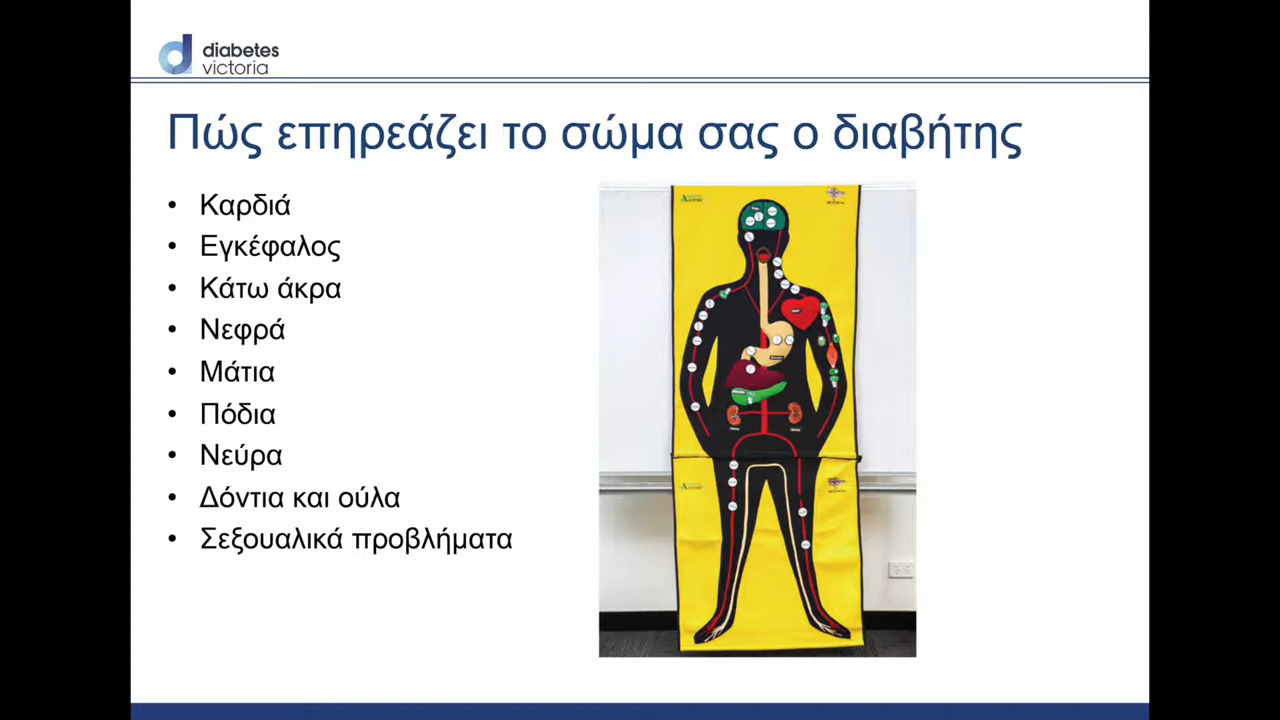 diabetes
victoria
Πώς επηρεάζει το σώμα σας ο διαβήτης
• Καρδιά
• Εγκέφαλος
• Κάτω άκρα
• Νεφρά
• Μάτια
• Πόδια
• Νεύρα
• Δόντια και ούλα
• Σεξουαλικά προβλήματα